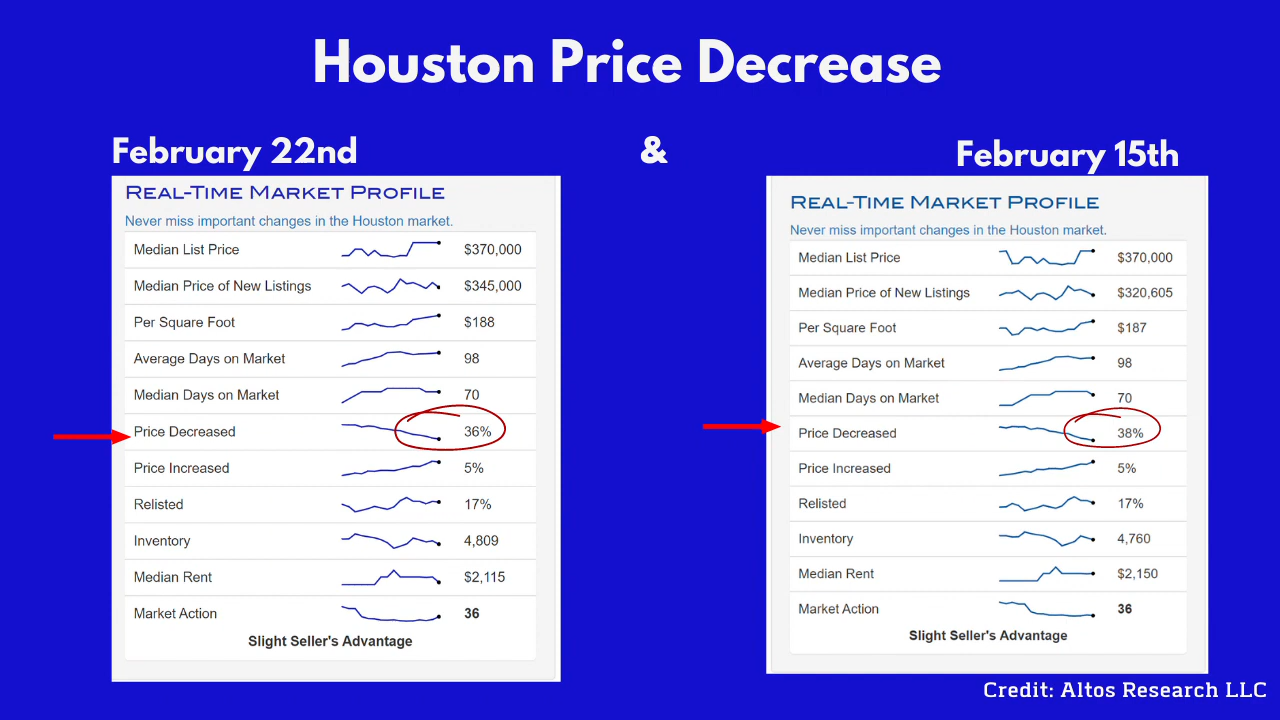 Houston Price Decrease
February 22nd
&
February 15th
Real-Time Market Profile
Never miss important changes in the Houston market.
Median List Price $370,000
Median Price of New Listings $345,000
Per Square Foot $188
Average Days on Market 98
Median Days on Market 70
Price Decreased 36%
Price Increased 5%
Relisted 17%
Inventory 4,809
Median Rent $2,115
Market Action 36
Slight Seller's Advantage
Real-Time Market Profile
Never miss important changes in the Houston market.
Median List Price $370,000
Median Price of New Listings $320,605
Per Square Foot $187
Average Days on Market 98
Median Days on Market 70
Price Decreased 38%
Price Increased 5%
Relisted 17%
Inventory 4,760
Median Rent $2,150
Market Action 36
Slight Seller's Advantage
Credit: Altos Research LLC